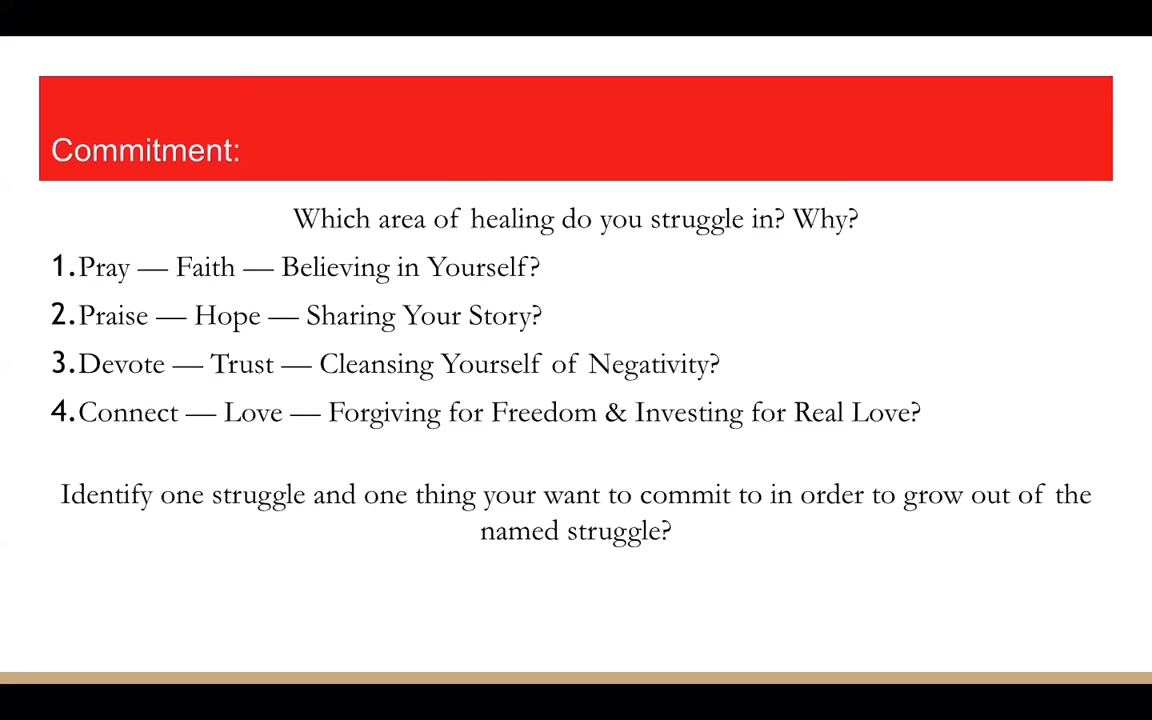 Commitment:
Which area of healing do you struggle in? Why?
1.Pray — Faith — Believing in Yourself?
2.Praise — Hope — Sharing Your Story?
3.Devote — Trust — Cleansing Yourself of Negativity?
4.Connect — Love — Forgiving for Freedom & Investing for Real Love?
Identify one struggle and one thing your want to commit to in order to grow out of the
named struggle?